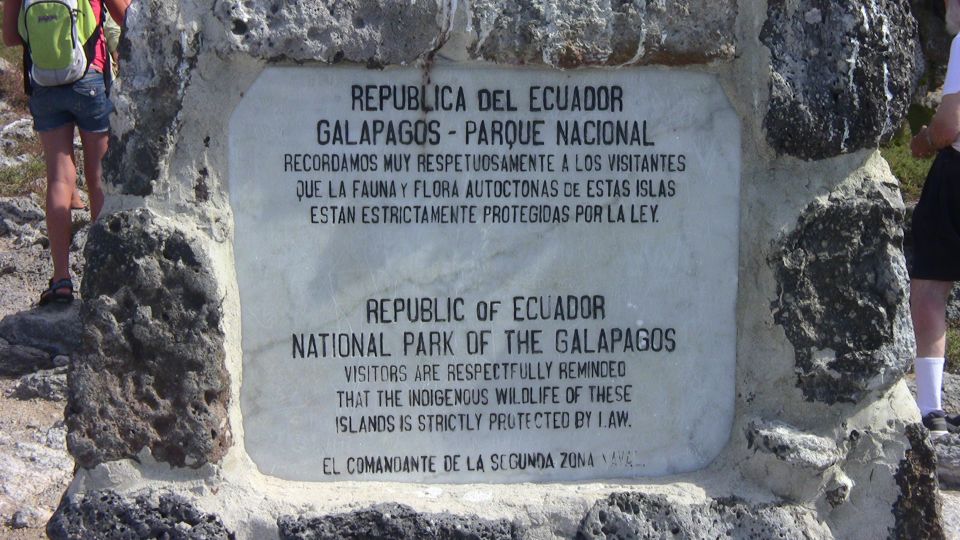 REPUBLICA DEL ECUADOR
GALAPAGOS - PARQUE NACIONAL
RECORDAMOS MUY RESPETUOSAMENTE A LOS VISITANTES
QUE LA FAUNA Y FLORA AUTOCTONAS DE ESTAS ISLAS
ESTAN ESTRICTAMENTE PROTEGIDAS POR LA LEY.
REPUBLIC OF ECUADOR
NATIONAL PARK OF THE GALAPAGOS
VISITORS ARE RESPECTFULLY REMINDED
THAT THE INDIGENOUS WILDLIFE OF THESE
ISLANDS IS STRICTLY PROTECTED BY LAW.
EL COMANDANTE DE LA SEGUNDA ZONA NAVAL